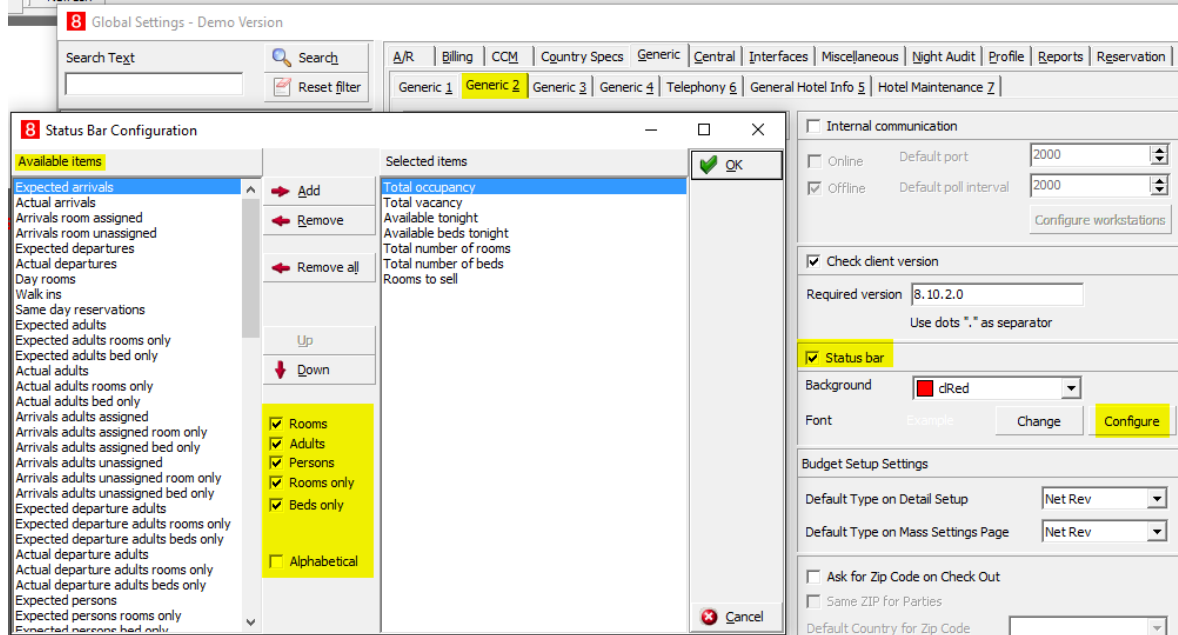 Refresh
8 Global Settings - Demo Version
Search Text
Search
Reset filter
A/R Billing CCM Country Specs Generic Central Interfaces Miscellaneous Night Audit Profile Reports Reservation
Generic 1 Generic 2 Generic 3 Generic 4 Telephony 6 General Hotel Info 5 Hotel Maintenance 7
8 Status Bar Configuration
Available items
Expected arrivals
Actual arrivals
Arrivals room assigned
Arrivals room unassigned
Expected departures
Actual departures
Day rooms
Walk ins
Same day reservations
Expected adults
Expected adults rooms only
Expected adults bed only
Actual adults
Actual adults rooms only
Actual adults bed only
Arrivals adults assigned
Arrivals adults assigned room only
Arrivals adults assigned bed only
Arrivals adults unassigned
Arrivals adults unassigned room only
Arrivals adults unassigned bed only
Expected departure adults
Expected departure adults rooms only
Expected departure adults beds only
Actual departure adults
Actual departure adults rooms only
Actual departure adults beds only
Expected persons
Expected persons rooms only
Expected persons bed only
Add
Remove
Remove all
Up
Down
Rooms
Adults
Persons
Rooms only
Beds only
Alphabetical
Selected items
Total occupancy
Total vacancy
Available tonight
Available beds tonight
Total number of rooms
Total number of beds
Rooms to sell
OK
Cancel
Internal communication
Online Default port 2000
Offline Default poll interval 2000
Configure workstations
Check client version
Required version 8.10.2.0
Use dots "." as separator
Status bar
Background clRed
Font Example Change Configure
Budget Setup Settings
Default Type on Detail Setup Net Rev
Default Type on Mass Settings Page Net Rev
Ask for Zip Code on Check Out
Same ZIP for Parties
Default Country for Zip Code